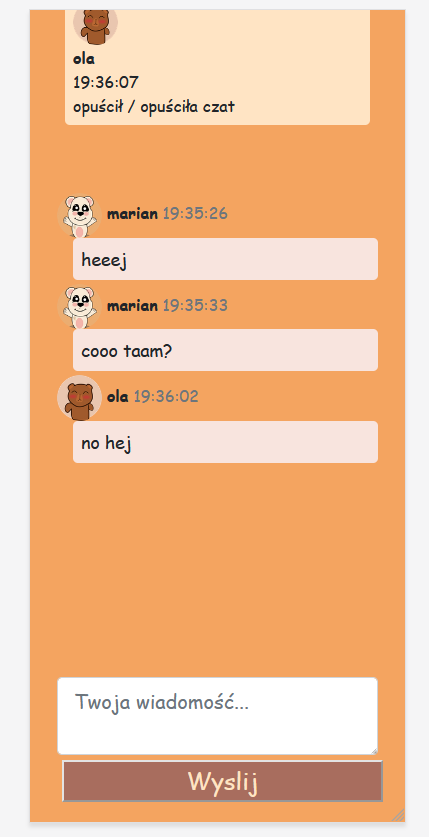 ola
19:36:07
opuścił / opuściła czat
marian 19:35:26
heeej
marian 19:35:33
cooo taam?
ola 19:36:02
no hej
Twoja wiadomość...
Wyslij